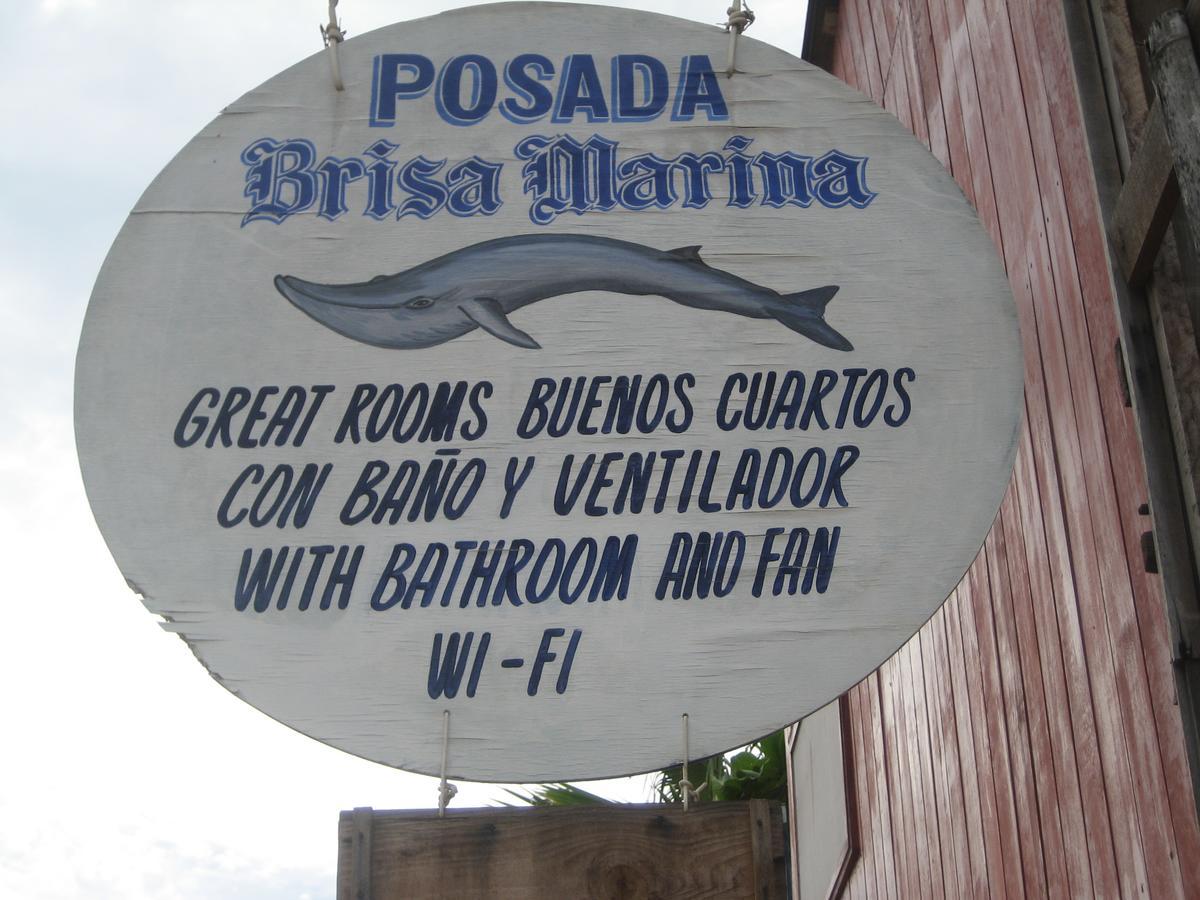 POSADA
Brisa Marina
GREAT ROOMS BUENOS CUARTOS
CON BAÑO Y VENTILADOR
WITH BATHROOM AND FAN
WI-FI